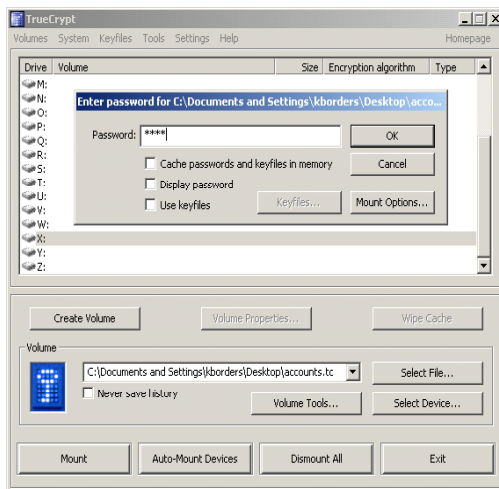 TrueCrypt
Volumes System Keyfiles Tools Settings Help Homepage
Drive Volume Size Encryption algorithm Type
M:
N:
O:
P:
Q:
R:
S:
T:
U:
V:
W:
X:
Y:
Z:
Enter password for C:\Documents and Settings\kborders\Desktop\acco...
Password: ****
OK
Cache passwords and keyfiles in memory
Cancel
Display password
Use keyfiles
Keyfiles...
Mount Options...
Create Volume
Volume Properties...
Wipe Cache
Volume
C:\Documents and Settings\kborders\Desktop\accounts.tc
Select File...
Never save history
Volume Tools...
Select Device...
Mount
Auto-Mount Devices
Dismount All
Exit